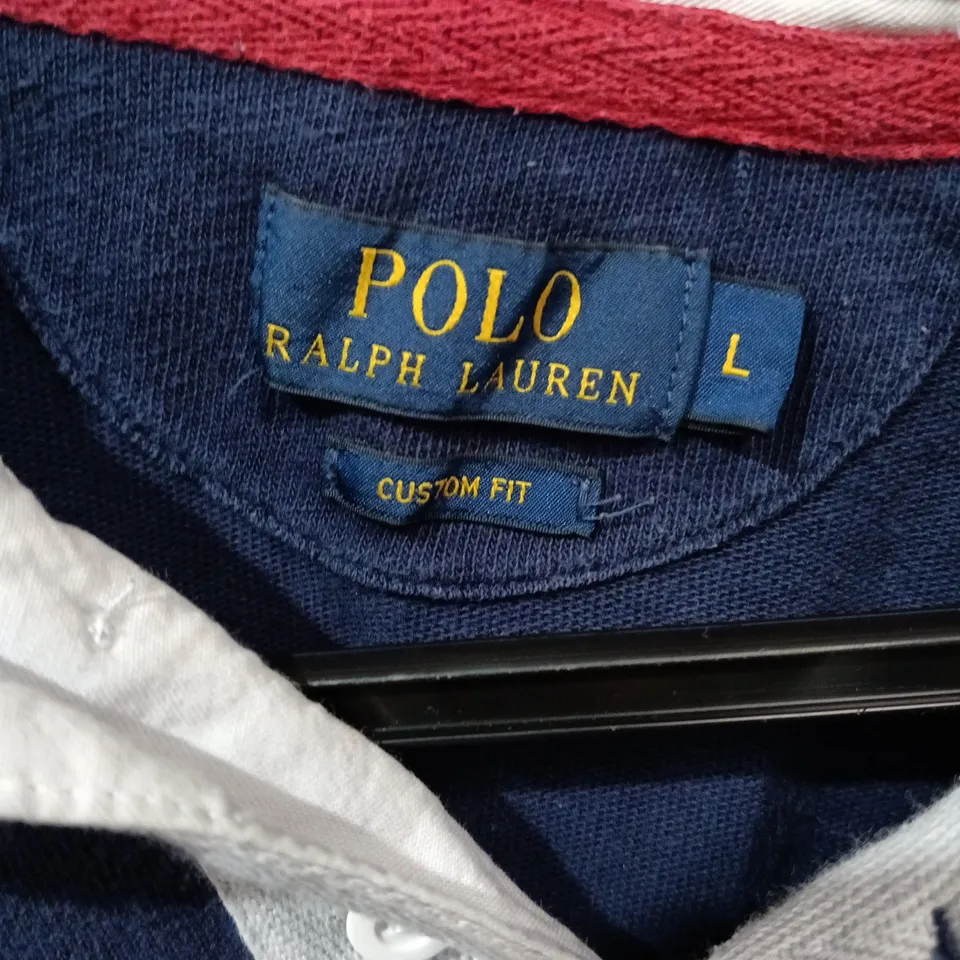 POLO
RALPH LAUREN
L
CUSTOM FIT